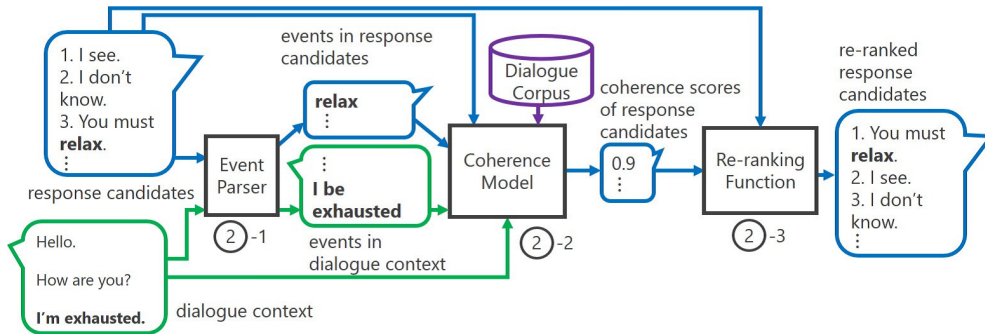 1. I see.
2. I don't
know.
3. You must
relax.
⋮
response candidates
Hello.
How are you?
I'm exhausted.
dialogue context
Event
Parser
2 -1
events in response
candidates
relax
⋮
⋮
I be
exhausted
events in
dialogue context
Dialogue
Corpus
Coherence
Model
2 -2
coherence scores
of response
candidates
0.9
⋮
Re-ranking
Function
2 -3
re-ranked
response
candidates
1. You must
relax.
2. I see.
3. I don't
know.
⋮